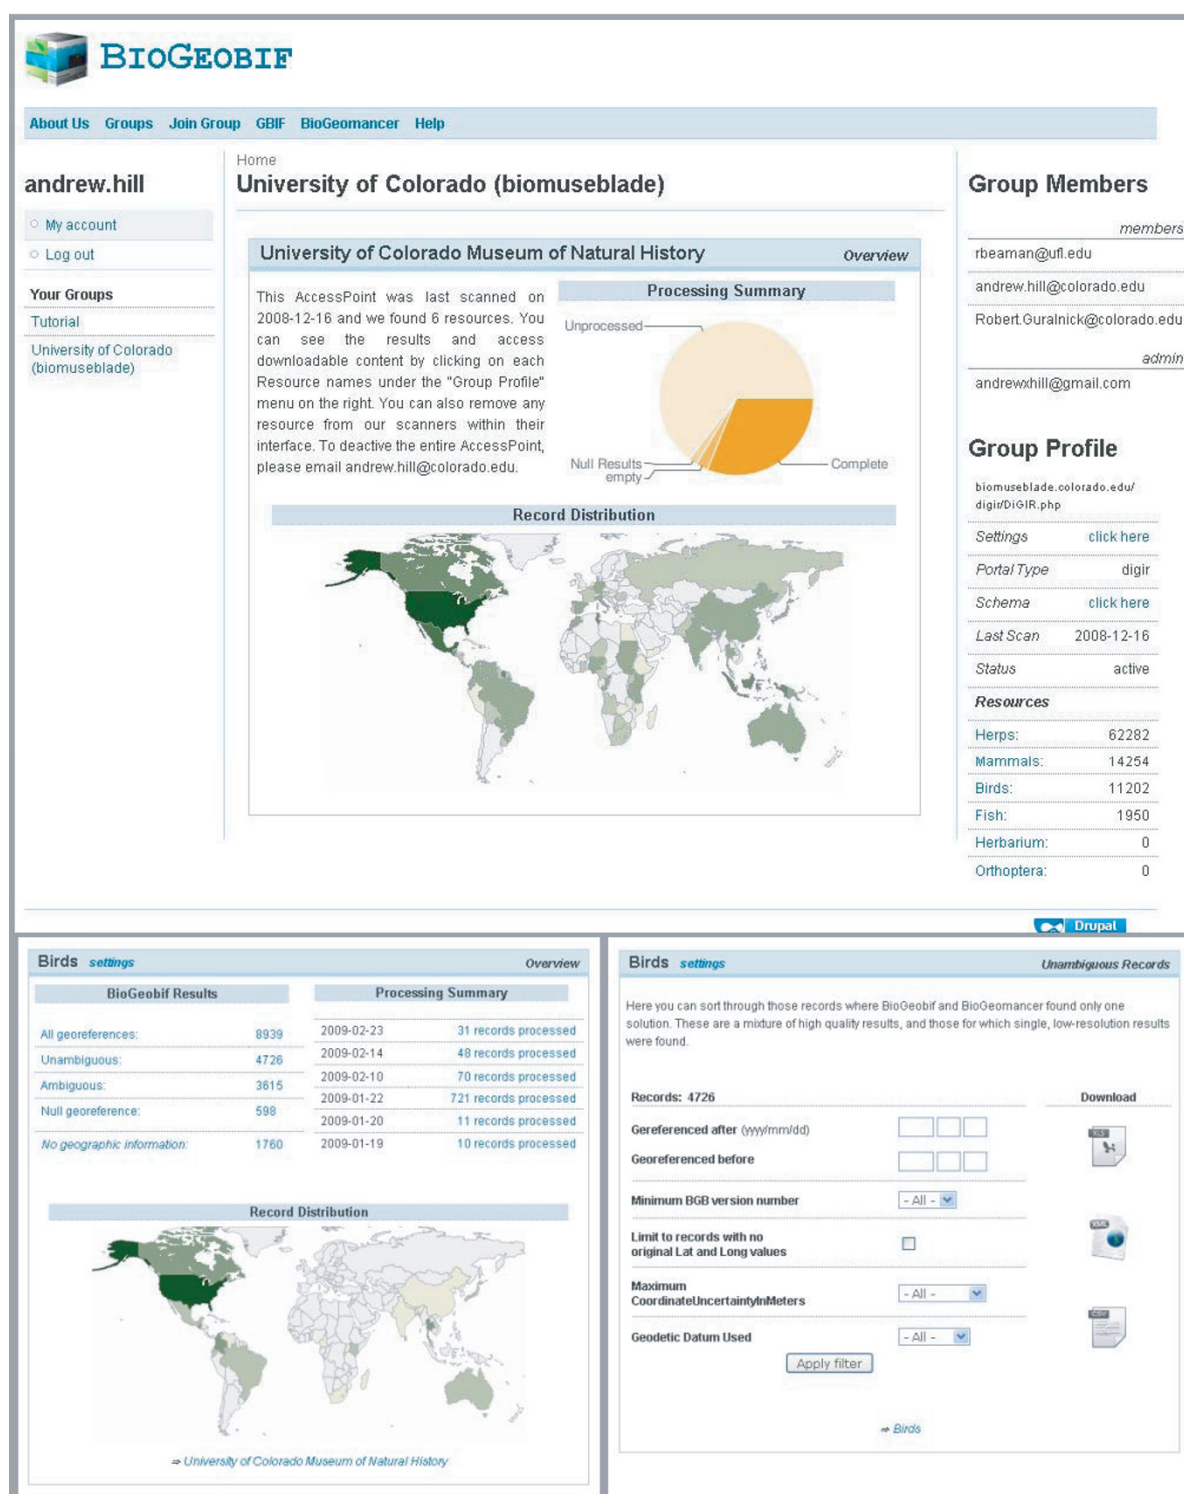 BIOGEOBIF
About Us Groups Join Group GBIF BioGeomancer Help
andrew.hill
My account
Log out
Your Groups
Tutorial
University of Colorado
(biomuseblade)
Home
University of Colorado (biomuseblade)
University of Colorado Museum of Natural History Overview
This AccessPoint was last scanned on
2008-12-16 and we found 6 resources. You
can see the results and access
downloadable content by clicking on each
Resource names under the "Group Profile"
menu on the right. You can also remove any
resource from our scanners within their
interface. To deactive the entire AccessPoint,
please email andrew.hill@colorado.edu.
Processing Summary
Unprocessed
Null Results
empty
Complete
Record Distribution
Group Members
members
rbeaman@ufl.edu
andrew.hill@colorado.edu
Robert.Guralnick@colorado.edu
admin
andrewxhill@gmail.com
Group Profile
biomuseblade.colorado.edu/
digir/DiGIR.php
Settings click here
Portal Type digir
Schema click here
Last Scan 2008-12-16
Status active
Resources
Herps: 62282
Mammals: 14254
Birds: 11202
Fish: 1950
Herbarium: 0
Orthoptera: 0
Drupal
Birds settings Overview
BioGeobif Results
All georeferences: 8939
Unambiguous: 4726
Ambiguous: 3615
Null georeference: 598
No geographic information: 1760
Processing Summary
2009-02-23 31 records processed
2009-02-14 48 records processed
2009-02-10 70 records processed
2009-01-22 721 records processed
2009-01-20 11 records processed
2009-01-19 10 records processed
Record Distribution
⇒ University of Colorado Museum of Natural History
Birds settings Unambiguous Records
Here you can sort through those records where BioGeobif and BioGeomancer found only one
solution. These are a mixture of high quality results, and those for which single, low-resolution results
were found.
Records: 4726 Download
Gereferenced after (yyyy/mm/dd)
Georeferenced before
Minimum BGB version number - All -
Limit to records with no
original Lat and Long values
Maximum
CoordinateUncertaintyInMeters - All -
Geodetic Datum Used - All -
Apply filter
XLS
XML
⇒ Birds